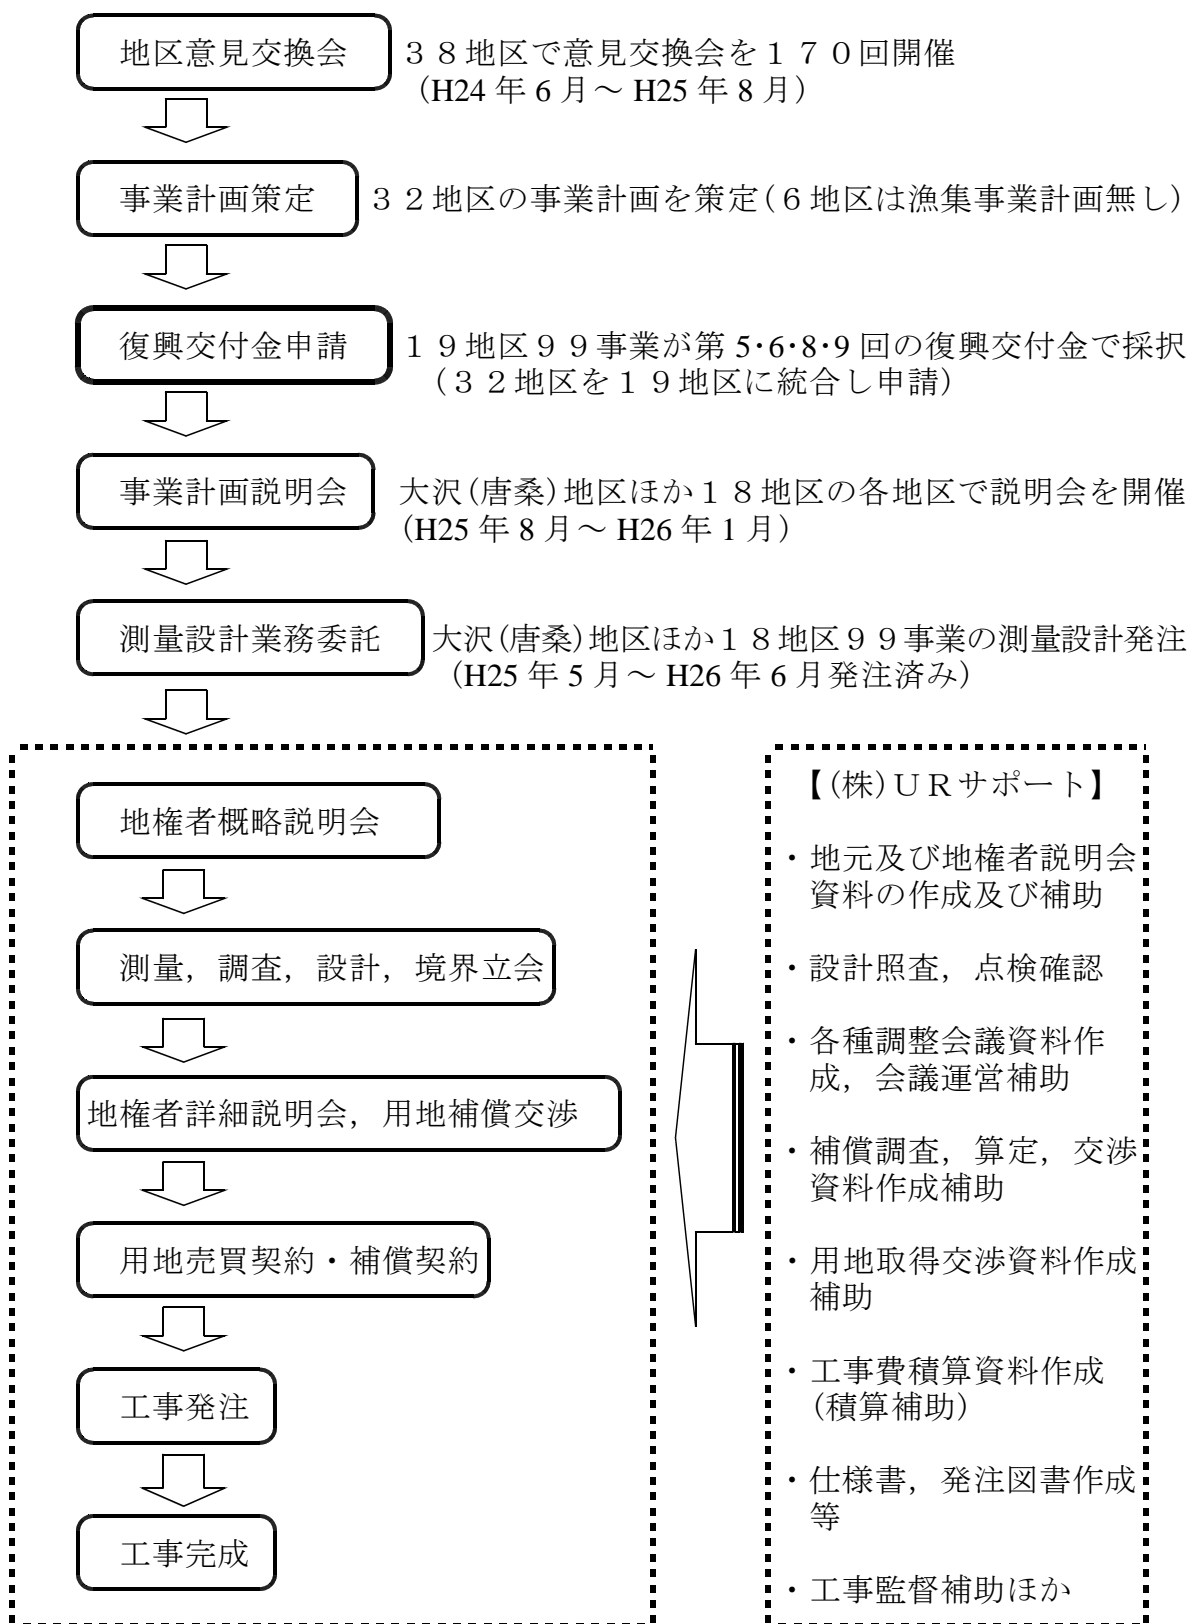 地区意見交換会
３８地区で意見交換会を１７０回開催
(H24 年 6 月～ H25 年 8 月)
事業計画策定
３２地区の事業計画を策定(６地区は漁集事業計画無し)
復興交付金申請
１９地区９９事業が第 5･6･8･9 回の復興交付金で採択
(３２地区を１９地区に統合し申請)
事業計画説明会
大沢(唐桑)地区ほか１８地区の各地区で説明会を開催
(H25 年 8 月～ H26 年 1 月)
測量設計業務委託
大沢(唐桑)地区ほか１８地区９９事業の測量設計発注
(H25 年 5 月～ H26 年 6 月発注済み)
地権者概略説明会
測量，調査，設計，境界立会
地権者詳細説明会，用地補償交渉
用地売買契約・補償契約
工事発注
工事完成
【(株)ＵＲサポート】
・地元及び地権者説明会
資料の作成及び補助
・設計照査，点検確認
・各種調整会議資料作
成，会議運営補助
・補償調査，算定，交渉
資料作成補助
・用地取得交渉資料作成
補助
・工事費積算資料作成
(積算補助)
・仕様書，発注図書作成
等
・工事監督補助ほか